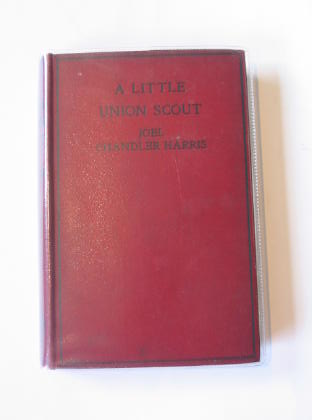 A LITTLE
UNION SCOUT
JOEL
CHANDLER HARRIS